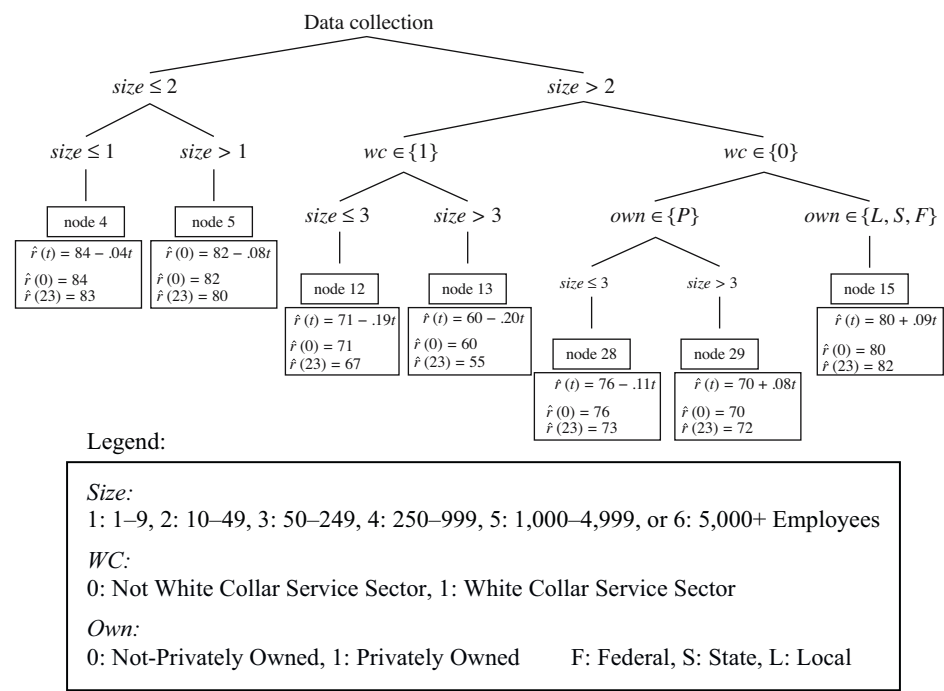 Data collection
size ≤ 2
size > 2
size ≤ 1
size > 1
wc ∈ {1}
wc ∈ {0}
node 4
node 5
size ≤ 3
size > 3
own ∈ {P}
own ∈ {L, S, F}
r̂ (t) = 84 – .04t
r̂ (0) = 84
r̂ (23) = 83
r̂ (t) = 82 – .08t
r̂ (0) = 82
r̂ (23) = 80
node 12
node 13
size ≤ 3
size > 3
node 15
r̂ (t) = 71 – .19t
r̂ (0) = 71
r̂ (23) = 67
r̂ (t) = 60 – .20t
r̂ (0) = 60
r̂ (23) = 55
r̂ (t) = 80 + .09t
r̂ (0) = 80
r̂ (23) = 82
node 28
node 29
r̂ (t) = 76 – .11t
r̂ (0) = 76
r̂ (23) = 73
r̂ (t) = 70 + .08t
r̂ (0) = 70
r̂ (23) = 72
Legend:
Size:
1: 1–9, 2: 10–49, 3: 50–249, 4: 250–999, 5: 1,000–4,999, or 6: 5,000+ Employees
WC:
0: Not White Collar Service Sector, 1: White Collar Service Sector
Own:
0: Not-Privately Owned, 1: Privately Owned F: Federal, S: State, L: Local